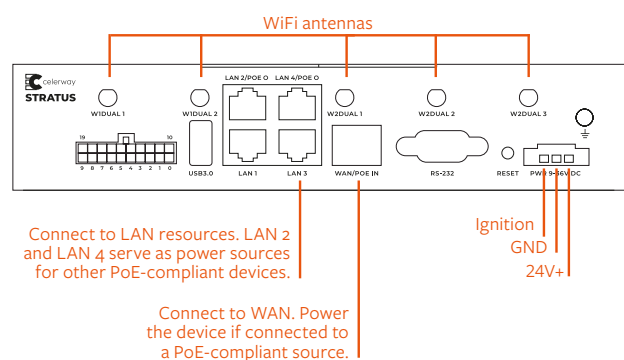 WiFi antennas
celerway
STRATUS
LAN 2/POE O
LAN 4/POE O
W1DUAL 1
W1DUAL 2
W2DUAL 1
W2DUAL 2
W2DUAL 3
19
10
9 8 7 6 5 4 3 2 1 0
USB3.0
LAN 1
LAN 3
WAN/POE IN
RS-232
RESET
PWR 9-36V DC
Connect to LAN resources. LAN 2
and LAN 4 serve as power sources
for other PoE-compliant devices.
Ignition
GND
24V+
Connect to WAN. Power
the device if connected to
a PoE-compliant source.